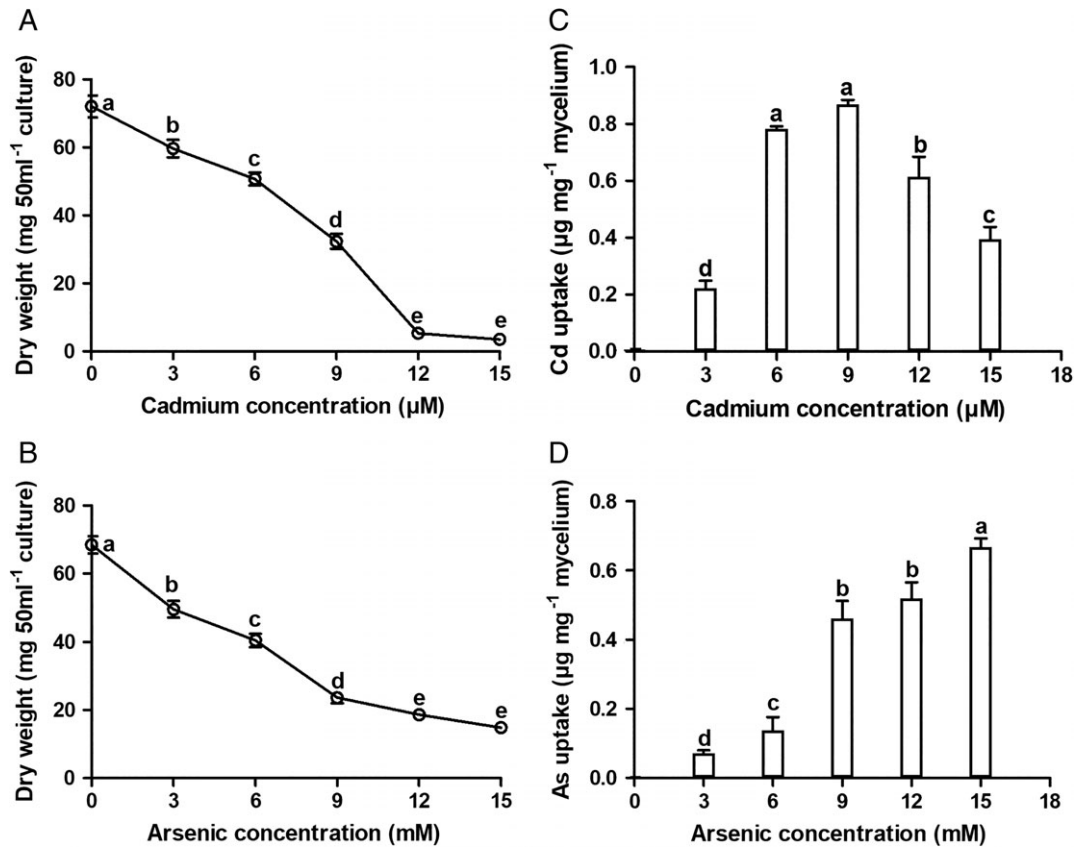 A
Dry weight (mg 50ml⁻¹ culture)
80
60
40
20
0
a
b
c
d
e
e
0 3 6 9 12 15
Cadmium concentration (µM)
C
Cd uptake (µg mg⁻¹ mycelium)
1.0
0.8
0.6
0.4
0.2
0.0
d
a
a
b
c
0 3 6 9 12 15 18
Cadmium concentration (µM)
B
Dry weight (mg 50ml⁻¹ culture)
80
60
40
20
0
a
b
c
d
e
e
0 3 6 9 12 15
Arsenic concentration (mM)
D
As uptake (µg mg⁻¹ mycelium)
0.8
0.6
0.4
0.2
0.0
d
c
b
b
a
0 3 6 9 12 15 18
Arsenic concentration (mM)